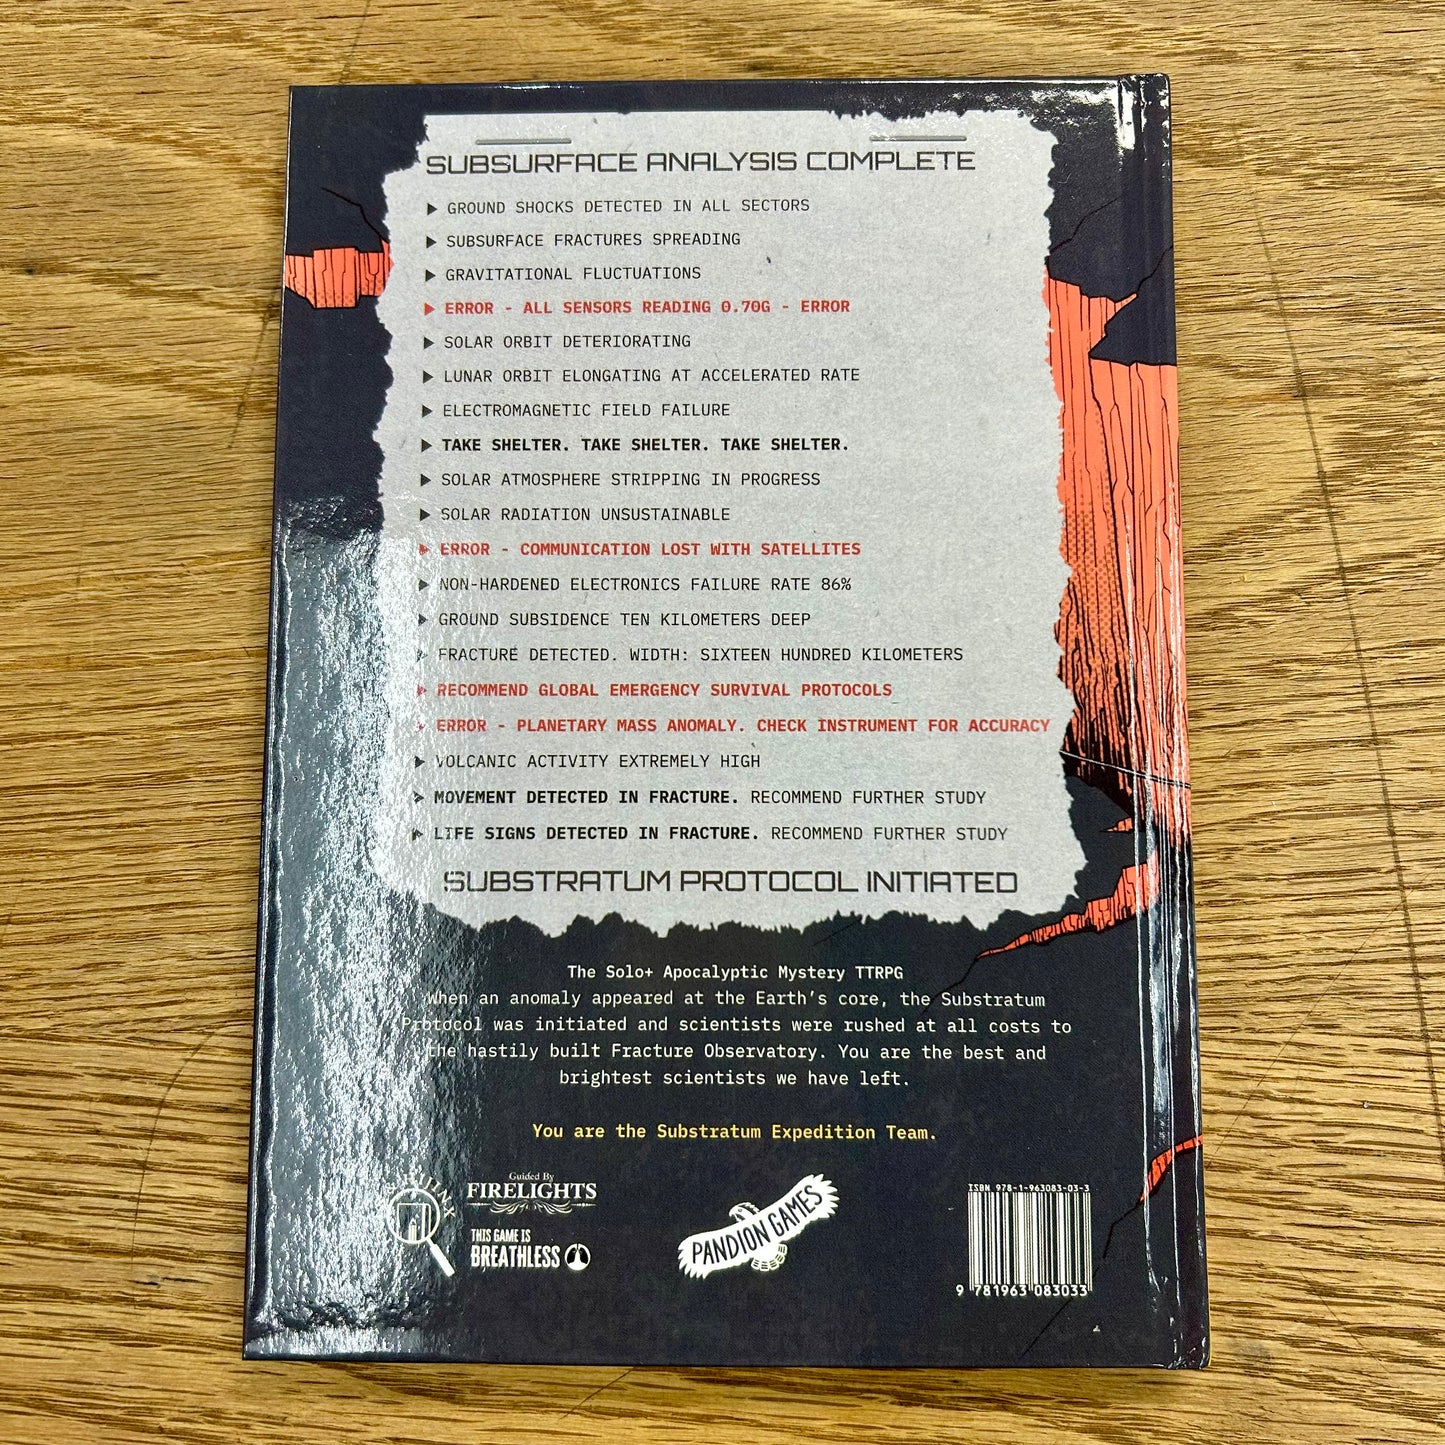 SUBSURFACE ANALYSIS COMPLETE
GROUND SHOCKS DETECTED IN ALL SECTORS
SUBSURFACE FRACTURES SPREADING
GRAVITATIONAL FLUCTUATIONS
ERROR - ALL SENSORS READING 0.70G - ERROR
SOLAR ORBIT DETERIORATING
LUNAR ORBIT ELONGATING AT ACCELERATED RATE
ELECTROMAGNETIC FIELD FAILURE
TAKE SHELTER. TAKE SHELTER. TAKE SHELTER.
SOLAR ATMOSPHERE STRIPPING IN PROGRESS
SOLAR RADIATION UNSUSTAINABLE
ERROR - COMMUNICATION LOST WITH SATELLITES
NON-HARDENED ELECTRONICS FAILURE RATE 86%
GROUND SUBSIDENCE TEN KILOMETERS DEEP
FRACTURE DETECTED. WIDTH: SIXTEEN HUNDRED KILOMETERS
RECOMMEND GLOBAL EMERGENCY SURVIVAL PROTOCOLS
ERROR - PLANETARY MASS ANOMALY. CHECK INSTRUMENT FOR ACCURACY
VOLCANIC ACTIVITY EXTREMELY HIGH
MOVEMENT DETECTED IN FRACTURE. RECOMMEND FURTHER STUDY
LIFE SIGNS DETECTED IN FRACTURE. RECOMMEND FURTHER STUDY
SUBSTRATUM PROTOCOL INITIATED
The Solo+ Apocalyptic Mystery TTRPG
When an anomaly appeared at the Earth's core, the Substratum
Protocol was initiated and scientists were rushed at all costs to
the hastily built Fracture Observatory. You are the best and
brightest scientists we have left.
You are the Substratum Expedition Team.
Guided By
FIRELIGHTS
THIS GAME IS
BREATHLESS
PANDION GAMES
ISBN 978-1-963083-03-3
9 781963 083033